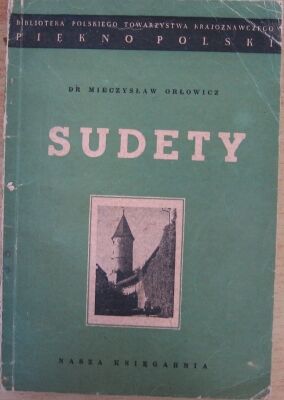 BIBLIOTEKA POLSKIEGO TOWARZYSTWA KRAJOZNAWCZEGO
PIĘKNO POLSKI
DR MIECZYSŁAW ORŁOWICZ
SUDETY
NASZA KSIĘGARNIA